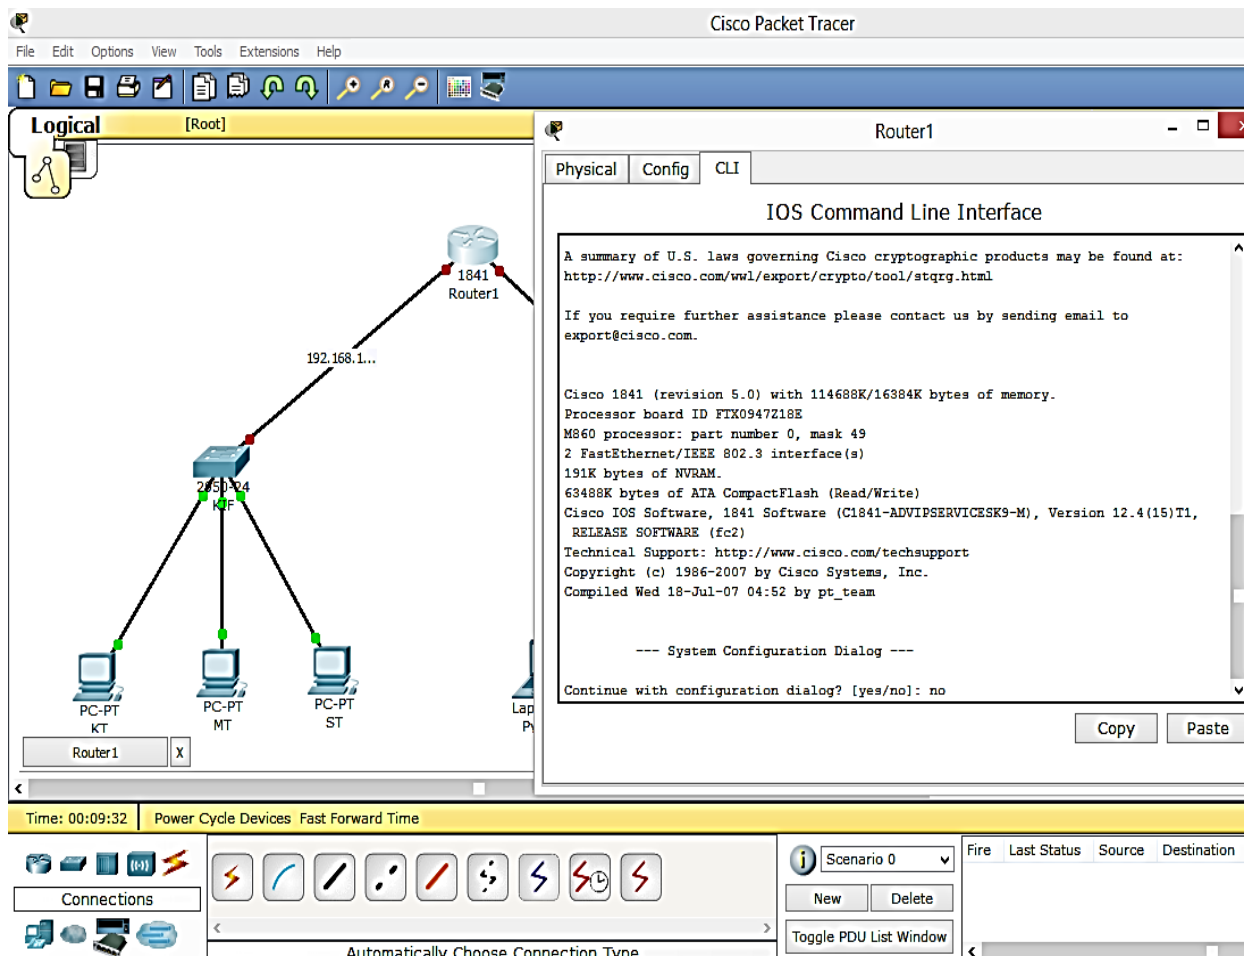 Cisco Packet Tracer
File Edit Options View Tools Extensions Help
Logical
[Root]
Router1
Physical Config CLI
IOS Command Line Interface
A summary of U.S. laws governing Cisco cryptographic products may be found at:
http://www.cisco.com/wwl/export/crypto/tool/stqrg.html
If you require further assistance please contact us by sending email to
export@cisco.com.
Cisco 1841 (revision 5.0) with 114688K/16384K bytes of memory.
Processor board ID FTX0947Z18E
M860 processor: part number 0, mask 49
2 FastEthernet/IEEE 802.3 interface(s)
191K bytes of NVRAM.
63488K bytes of ATA CompactFlash (Read/Write)
Cisco IOS Software, 1841 Software (C1841-ADVIPSERVICESK9-M), Version 12.4(15)T1,
RELEASE SOFTWARE (fc2)
Technical Support: http://www.cisco.com/techsupport
Copyright (c) 1986-2007 by Cisco Systems, Inc.
Compiled Wed 18-Jul-07 04:52 by pt_team
--- System Configuration Dialog ---
Continue with configuration dialog? [yes/no]: no
Copy Paste
1841
Router1
192.168.1...
2950-24
PC-PT
KT
PC-PT
MT
PC-PT
ST
Lap
Router1 X
Time: 00:09:32 Power Cycle Devices Fast Forward Time
Connections
Automatically Choose Connection Type
Scenario 0
New Delete
Toggle PDU List Window
Fire Last Status Source Destination